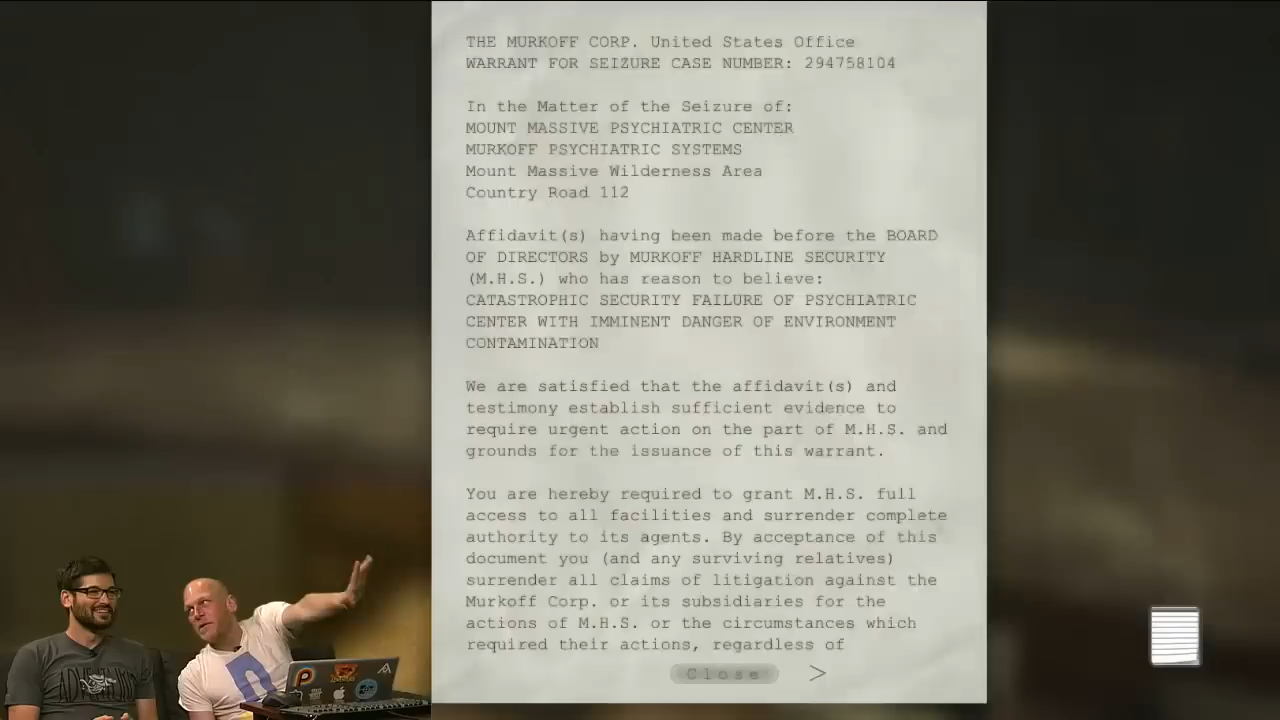 THE MURKOFF CORP. United States Office
WARRANT FOR SEIZURE CASE NUMBER: 294758104
In the Matter of the Seizure of:
MOUNT MASSIVE PSYCHIATRIC CENTER
MURKOFF PSYCHIATRIC SYSTEMS
Mount Massive Wilderness Area
Country Road 112
Affidavit(s) having been made before the BOARD
OF DIRECTORS by MURKOFF HARDLINE SECURITY
(M.H.S.) who has reason to believe:
CATASTROPHIC SECURITY FAILURE OF PSYCHIATRIC
CENTER WITH IMMINENT DANGER OF ENVIRONMENT
CONTAMINATION
We are satisfied that the affidavit(s) and
testimony establish sufficient evidence to
require urgent action on the part of M.H.S. and
grounds for the issuance of this warrant.
You are hereby required to grant M.H.S. full
access to all facilities and surrender complete
authority to its agents. By acceptance of this
document you (and any surviving relatives)
surrender all claims of litigation against the
Murkoff Corp. or its subsidiaries for the
actions of M.H.S. or the circumstances which
required their actions, regardless of
Close >